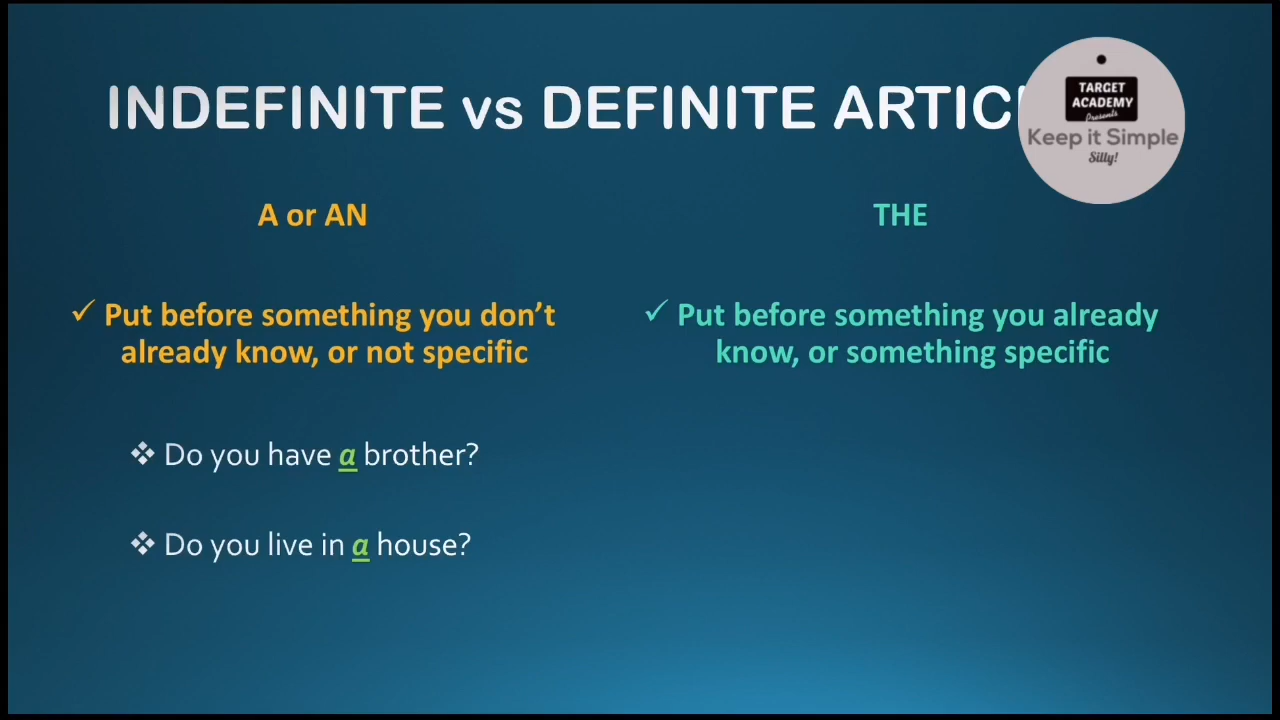 INDEFINITE vs DEFINITE ARTICL
TARGET
ACADEMY
Presents
Keep it Simple
Silly!
A or AN
THE
✓ Put before something you don’t
already know, or not specific
✓ Put before something you already
know, or something specific
❖ Do you have a brother?
❖ Do you live in a house?